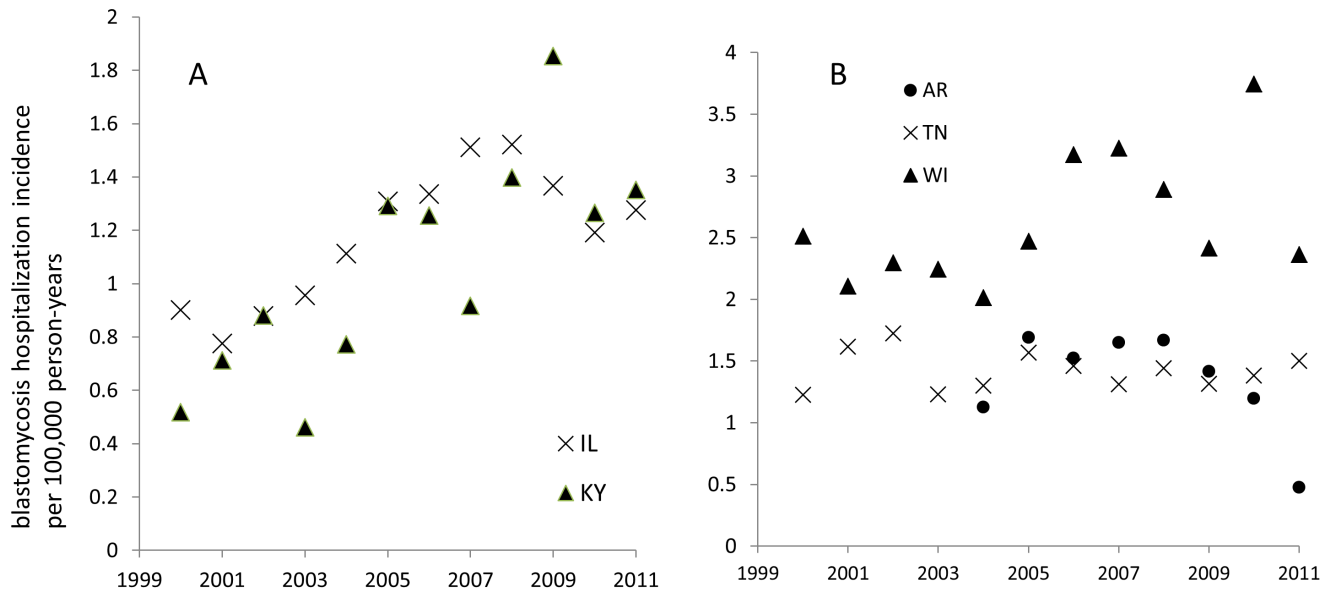 blastomycosis hospitalization incidence
per 100,000 person-years
A
2
1.8
1.6
1.4
1.2
1
0.8
0.6
0.4
0.2
0
1999 2001 2003 2005 2007 2009 2011
IL
KY
B
4
3.5
3
2.5
2
1.5
1
0.5
0
1999 2001 2003 2005 2007 2009 2011
AR
TN
WI